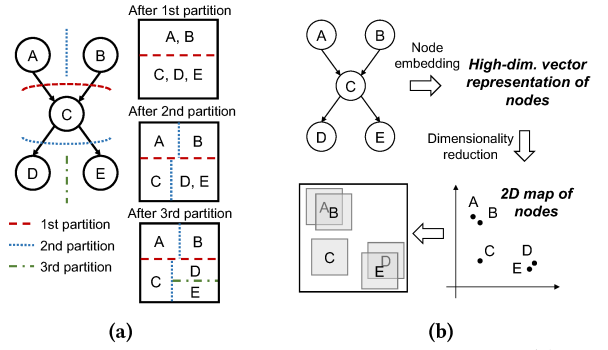 After 1st partition
A
B
C
D
E
A, B
C, D, E
After 2nd partition
A
B
C
D, E
After 3rd partition
A
B
C
D
E
1st partition
2nd partition
3rd partition
(a)
A
B
C
D
E
Node
embedding
High-dim. vector
representation of
nodes
Dimensionality
reduction
2D map of
nodes
A
B
C
D
E
A
B
C
D
E
(b)